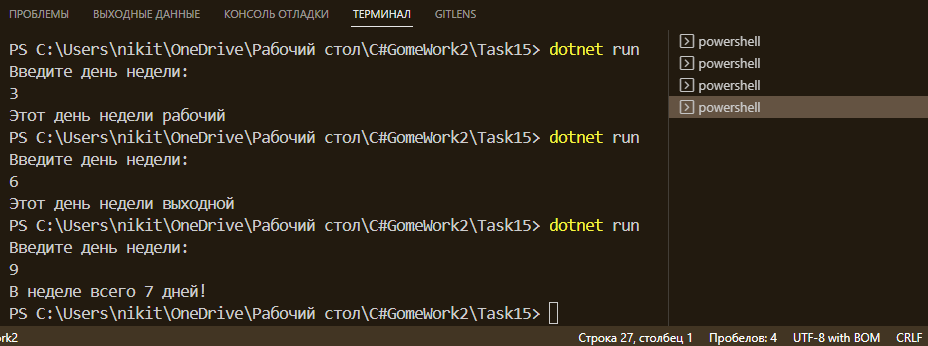 ПРОБЛЕМЫ ВЫХОДНЫЕ ДАННЫЕ КОНСОЛЬ ОТЛАДКИ ТЕРМИНАЛ GITLENS
PS C:\Users\nikit\OneDrive\Рабочий стол\C#GomeWork2\Task15> dotnet run
Введите день недели:
3
Этот день недели рабочий
PS C:\Users\nikit\OneDrive\Рабочий стол\C#GomeWork2\Task15> dotnet run
Введите день недели:
6
Этот день недели выходной
PS C:\Users\nikit\OneDrive\Рабочий стол\C#GomeWork2\Task15> dotnet run
Введите день недели:
9
В неделе всего 7 дней!
PS C:\Users\nikit\OneDrive\Рабочий стол\C#GomeWork2\Task15>
powershell
powershell
powershell
powershell
rk2 Строка 27, столбец 1 Пробелов: 4 UTF-8 with BOM CRLF